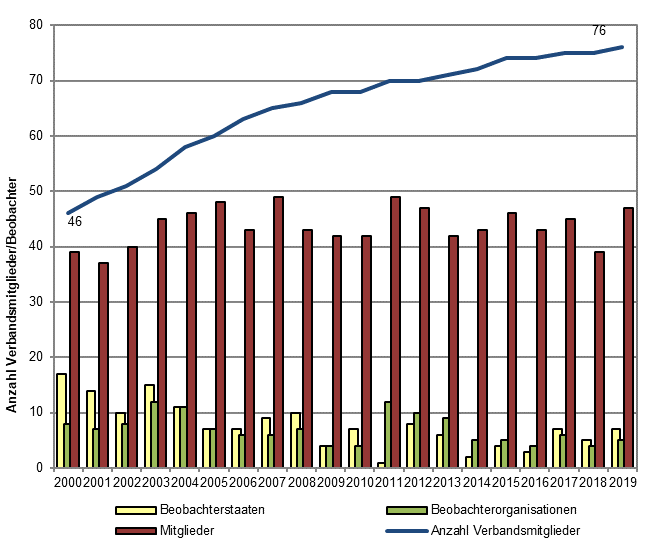 80
76
70
60
50
46
40
30
20
10
0
Anzahl Verbandsmitglieder/Beobachter
2000 2001 2002 2003 2004 2005 2006 2007 2008 2009 2010 2011 2012 2013 2014 2015 2016 2017 2018 2019
Beobachterstaaten Beobachterorganisationen
Mitglieder Anzahl Verbandsmitglieder